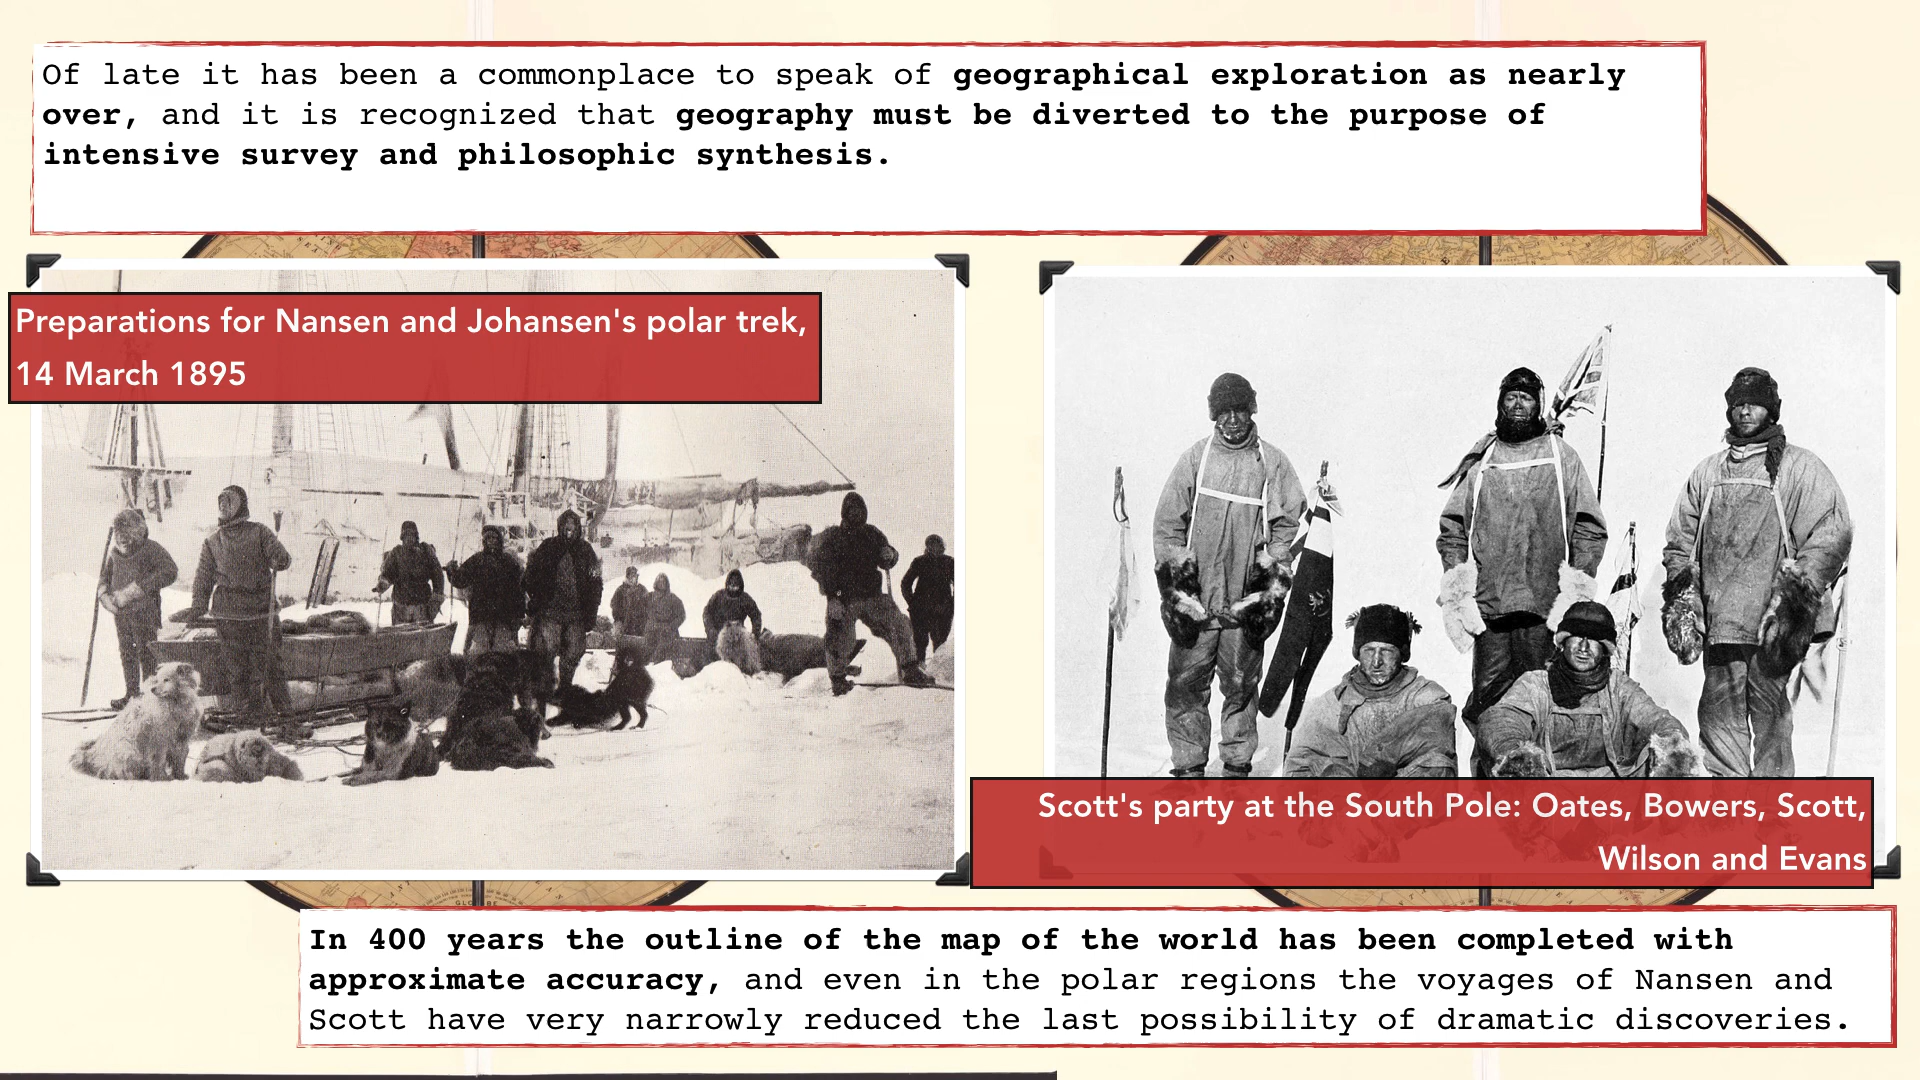 Of late it has been a commonplace to speak of geographical exploration as nearly
over, and it is recognized that geography must be diverted to the purpose of
intensive survey and philosophic synthesis.
Preparations for Nansen and Johansen's polar trek,
14 March 1895
Scott's party at the South Pole: Oates, Bowers, Scott,
Wilson and Evans
In 400 years the outline of the map of the world has been completed with
approximate accuracy, and even in the polar regions the voyages of Nansen and
Scott have very narrowly reduced the last possibility of dramatic discoveries.